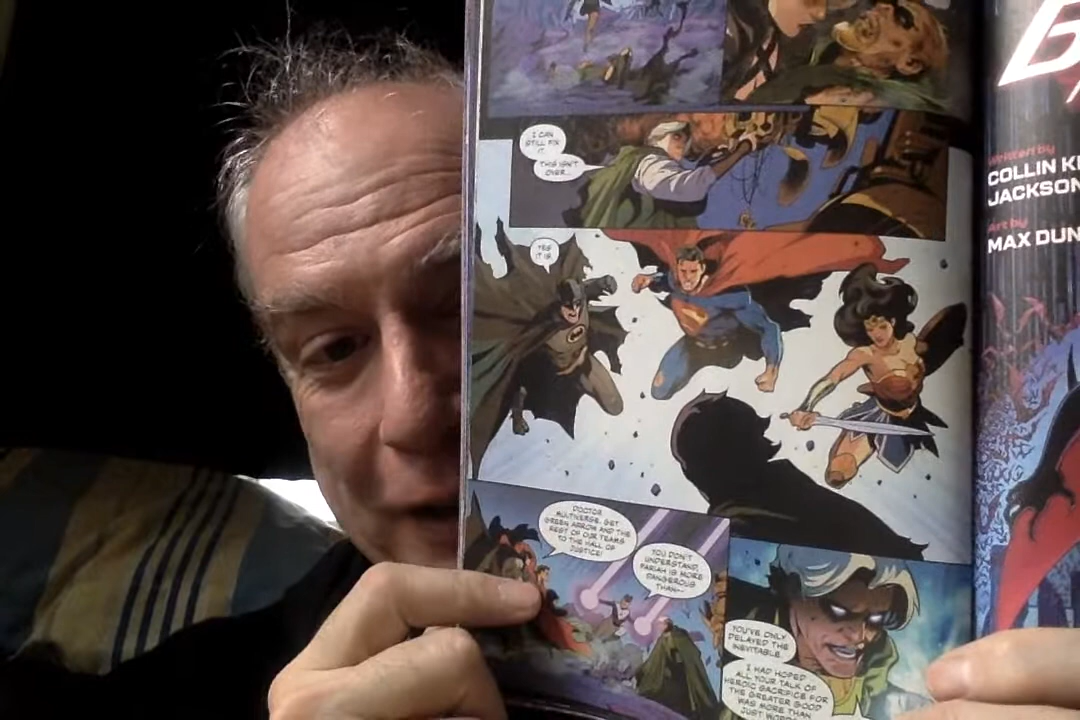 I CAN
STILL FIX
IT.
THIS ISN'T
OVER...
YES
IT IS.
DOCTOR
MULTIVERSE, GET
GREEN ARROW AND THE
REST OF OUR TEAMS
TO THE HALL OF
JUSTICE!
YOU DON'T
UNDERSTAND,
PARIAH IS MORE
DANGEROUS
THAN--
YOU'VE ONLY
DELAYED THE
INEVITABLE.
I HAD HOPED
ALL YOUR TALK OF
HEROIC SACRIFICE FOR
THE GREATER GOOD
WAS MORE THAN
JUST
Written by
COLLIN
JACKSON
Art by
MAX